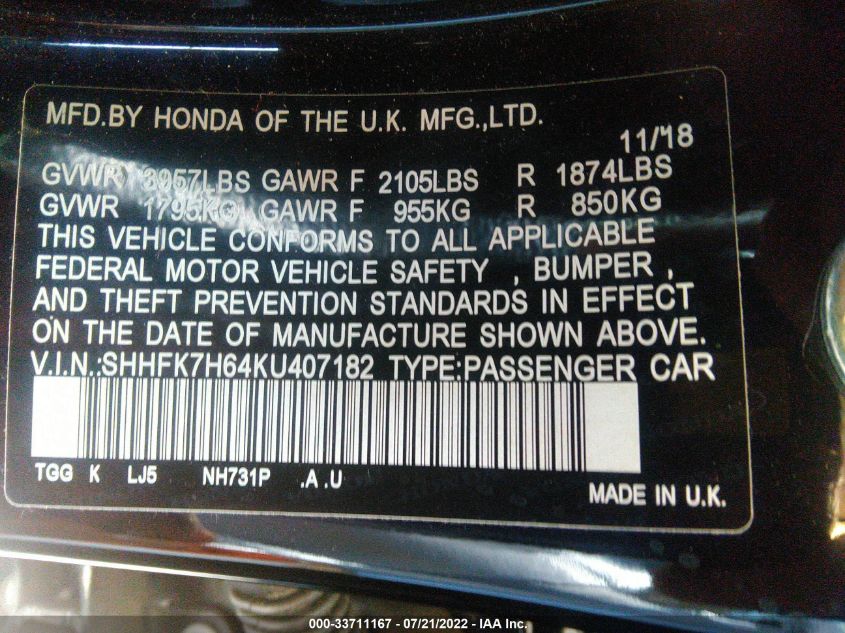 MFD.BY HONDA OF THE U.K. MFG.,LTD.
11/18
GVWR 3957LBS GAWR F 2105LBS R 1874LBS
GVWR 1795KG GAWR F 955KG R 850KG
THIS VEHICLE CONFORMS TO ALL APPLICABLE
FEDERAL MOTOR VEHICLE SAFETY , BUMPER ,
AND THEFT PREVENTION STANDARDS IN EFFECT
ON THE DATE OF MANUFACTURE SHOWN ABOVE.
V.I.N.:SHHFK7H64KU407182 TYPE:PASSENGER CAR
TGG K LJ5 NH731P .A .U
MADE IN U.K.
000-33711167 - 07/21/2022 - IAA Inc.